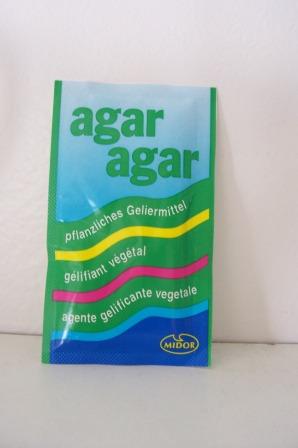 agar
agar
pflanzliches Geliermittel
gélifiant végétal
agente gelificante vegetale
MIDOR